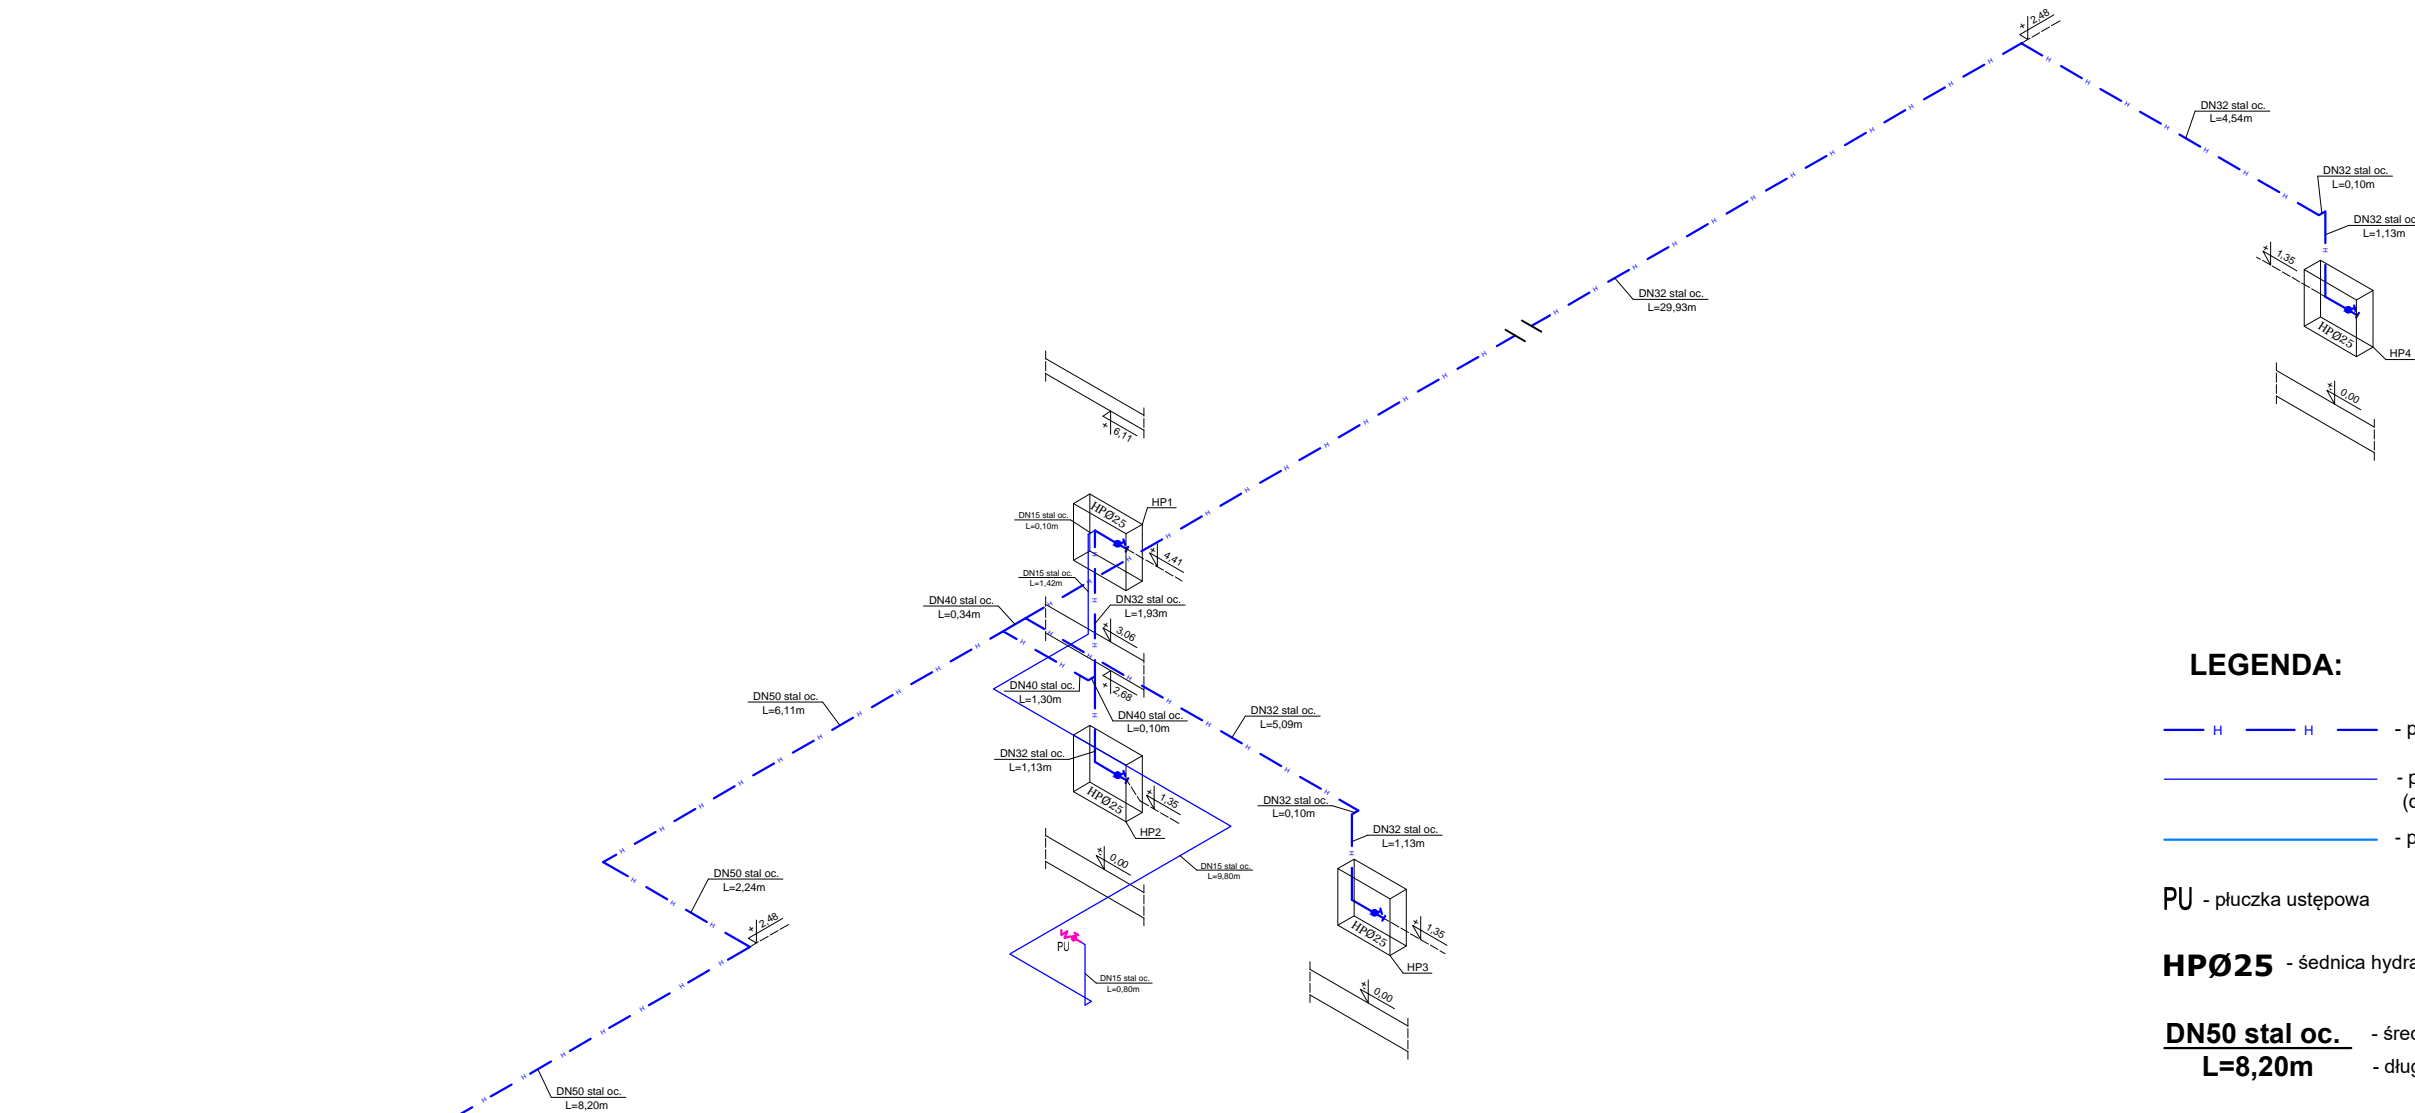 + 2,48
DN32 stal oc.
L=4,54m
DN32 stal oc.
L=0,10m
DN32 stal oc
L=1,13m
+ 1,35
HPØ25
HP4
± 0,00
DN32 stal oc.
L=29,93m
+ 6,11
HP1
HPØ25
DN15 stal oc.
L=0,10m
+ 4,41
DN15 stal oc.
L=1,42m
DN40 stal oc.
L=0,34m
DN32 stal oc.
L=1,93m
+ 3,06
DN40 stal oc.
L=1,30m
+ 2,68
DN50 stal oc.
L=6,11m
DN40 stal oc.
L=0,10m
DN32 stal oc.
L=5,09m
DN32 stal oc.
L=1,13m
HPØ25
+ 1,35
HP2
DN32 stal oc.
L=0,10m
DN32 stal oc.
L=1,13m
± 0,00
DN15 stal oc.
L=9,80m
DN50 stal oc.
L=2,24m
+ 2,48
PU
HPØ25
+ 1,35
HP3
DN15 stal oc.
L=0,80m
± 0,00
DN50 stal oc.
L=8,20m
LEGENDA:
H H - p
- p
(
- p
PU - płuczka ustępowa
HPØ25 - śednica hydra
DN50 stal oc. - śred
L=8,20m - dług